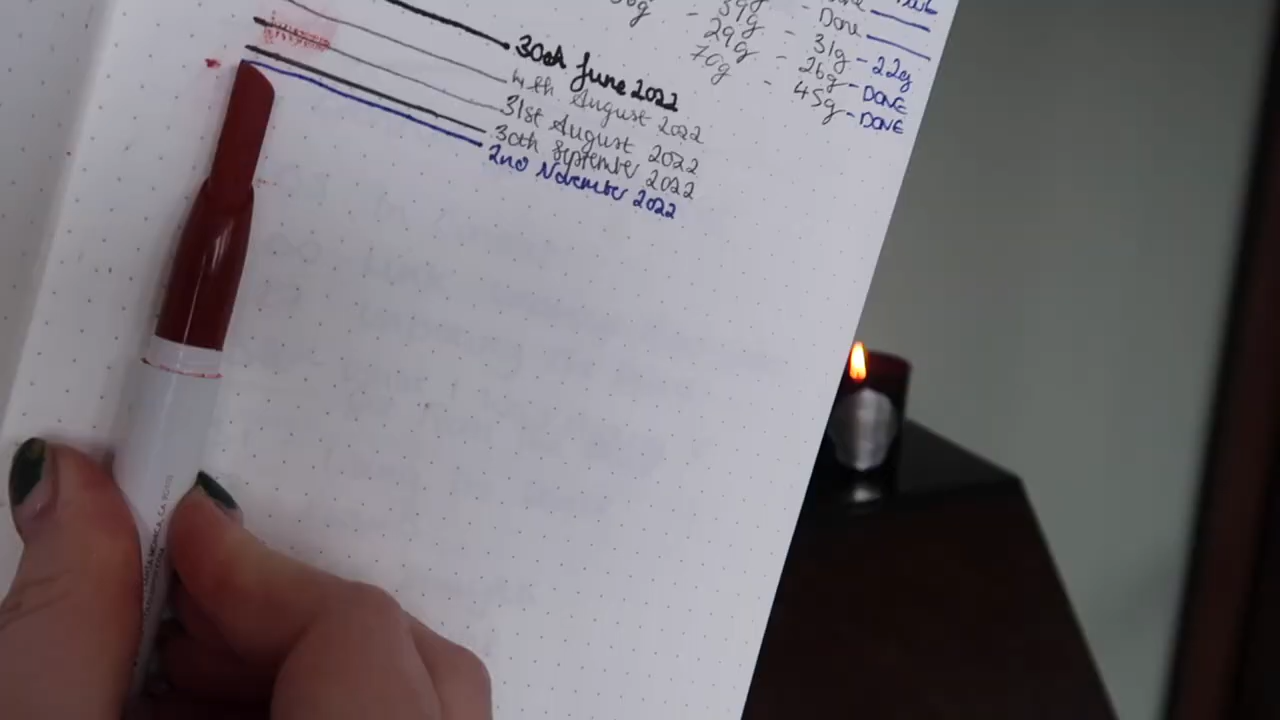 30th June 2022
4th August 2022
31st August 2022
30th September 2022
2nd November 2022
39g - Done
29g - 31g - 22g
70g - 26g - DONE
- 45g - DONE